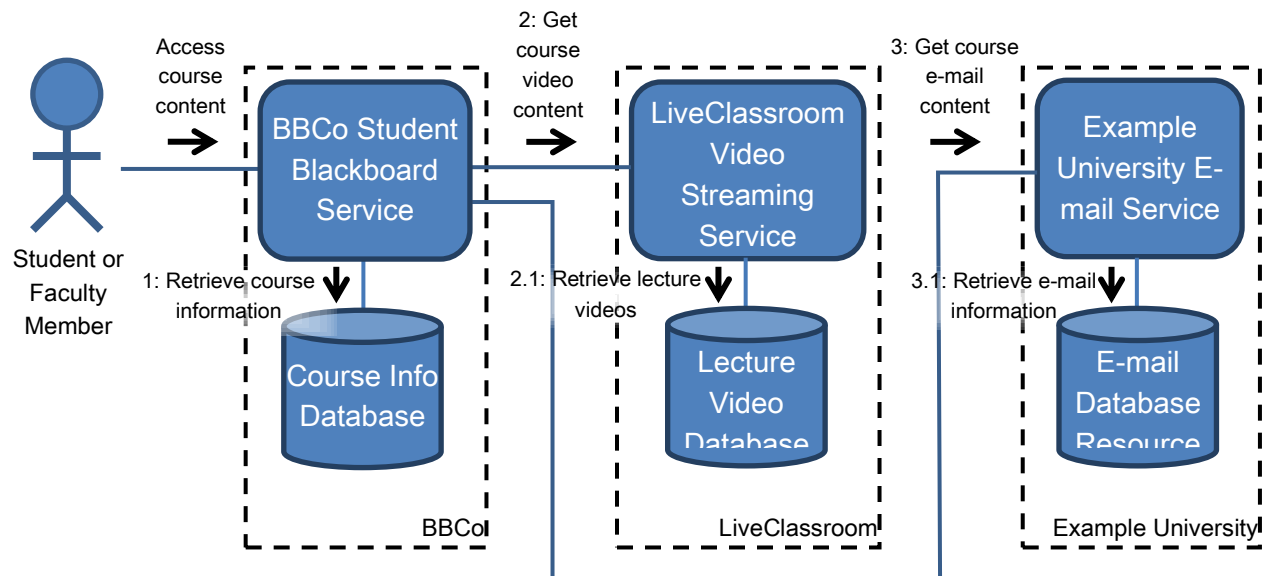 Access
course
content
2: Get
course
video
content
3: Get course
e-mail
content
BBCo Student
Blackboard
Service
LiveClassroom
Video
Streaming
Service
Example
University E-
mail Service
Student or
Faculty
Member
1: Retrieve course
information
2.1: Retrieve lecture
videos
3.1: Retrieve e-mail
information
Course Info
Database
Lecture
Video
Database
E-mail
Database
Resource
BBCo
LiveClassroom
Example University